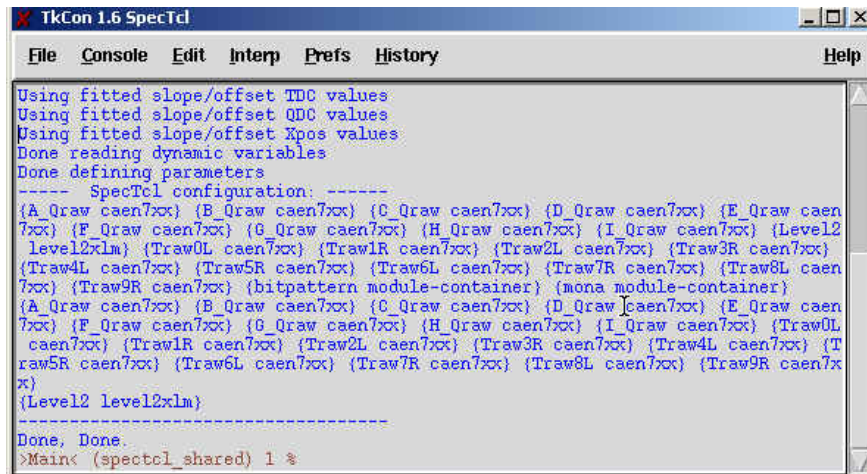 TkCon 1.6 SpecTcl
File Console Edit Interp Prefs History Help
Using fitted slope/offset TDC values
Using fitted slope/offset QDC values
Using fitted slope/offset Xpos values
Done reading dynamic variables
Done defining parameters
----- SpecTcl configuration: ------
{A_Qraw caen7xx} {B_Qraw caen7xx} {C_Qraw caen7xx} {D_Qraw caen7xx} {E_Qraw caen
7xx} {F_Qraw caen7xx} {G_Qraw caen7xx} {H_Qraw caen7xx} {I_Qraw caen7xx} {Level2
level2xlm} {Traw0L caen7xx} {Traw1R caen7xx} {Traw2L caen7xx} {Traw3R caen7xx}
{Traw4L caen7xx} {Traw5R caen7xx} {Traw6L caen7xx} {Traw7R caen7xx} {Traw8L caen
7xx} {Traw9R caen7xx} {bitpattern module-container} {mona module-container}
{A_Qraw caen7xx} {B_Qraw caen7xx} {C_Qraw caen7xx} {D_Qraw caen7xx} {E_Qraw caen
7xx} {F_Qraw caen7xx} {G_Qraw caen7xx} {H_Qraw caen7xx} {I_Qraw caen7xx} {Traw0L
caen7xx} {Traw1R caen7xx} {Traw2L caen7xx} {Traw3R caen7xx} {Traw4L caen7xx} {T
raw5R caen7xx} {Traw6L caen7xx} {Traw7R caen7xx} {Traw8L caen7xx} {Traw9R caen7x
x}
{Level2 level2xlm}
-------------------------------------
Done, Done.
>Main< (spectcl_shared) 1 %